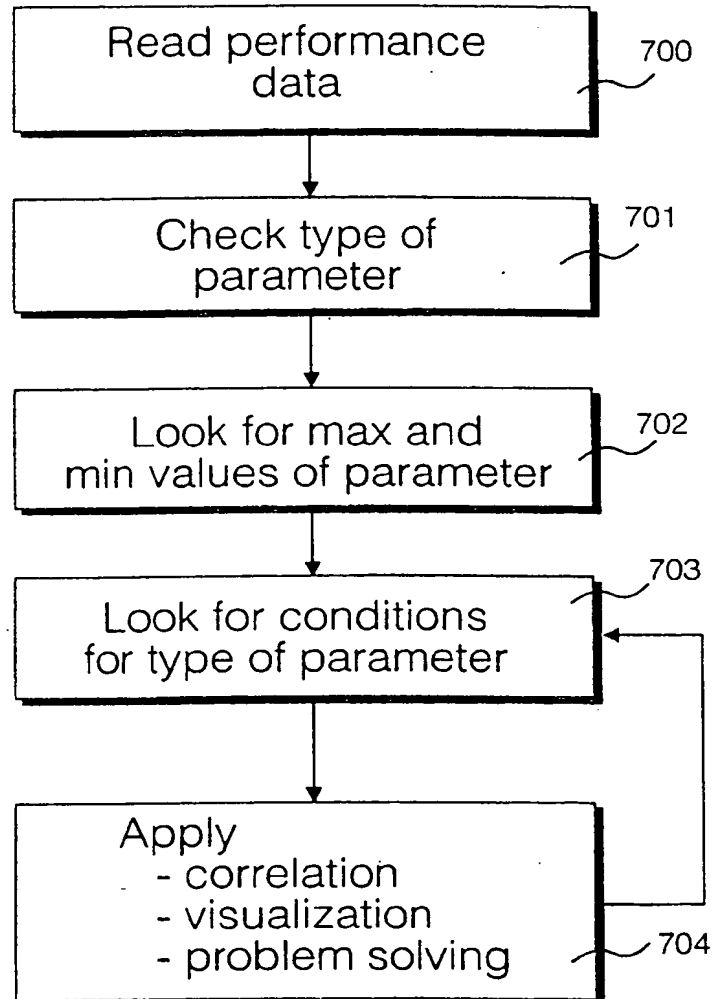 Read performance
data
700
Check type of
parameter
701
Look for max and
min values of parameter
702
Look for conditions
for type of parameter
703
Apply
- correlation
- visualization
- problem solving
704